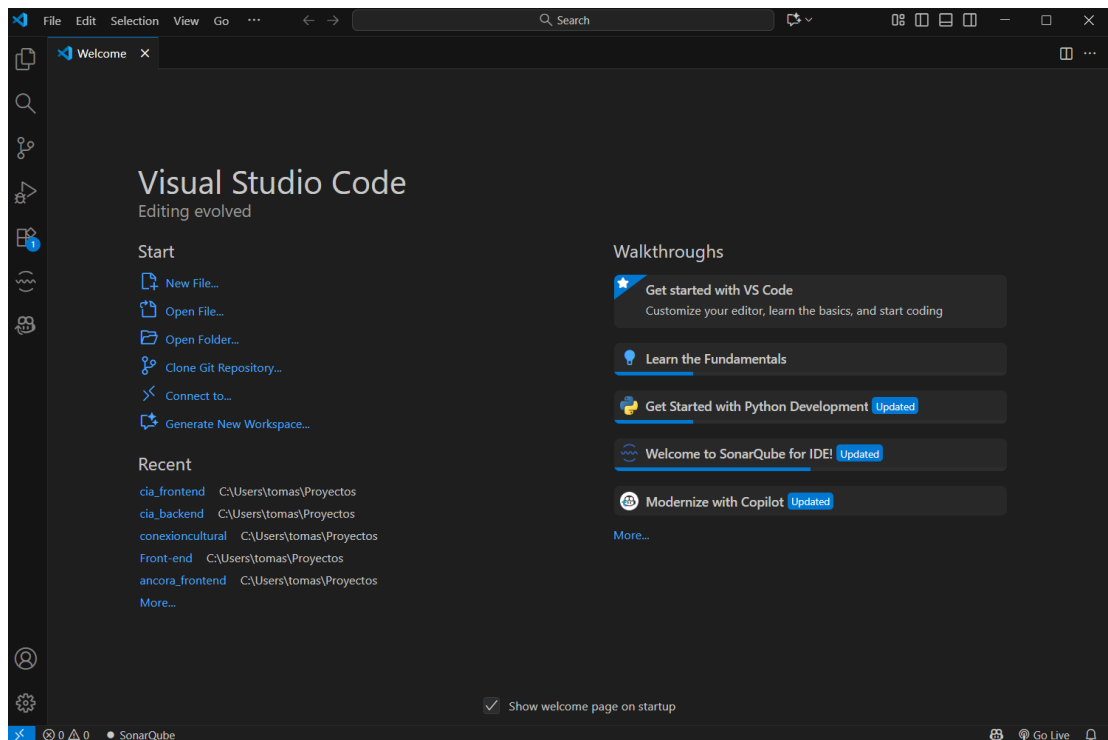 File Edit Selection View Go ··· Search
Welcome
Visual Studio Code
Editing evolved
Start
New File...
Open File...
Open Folder...
Clone Git Repository...
Connect to...
Generate New Workspace...
Recent
cia_frontend C:\Users\tomas\Proyectos
cia_backend C:\Users\tomas\Proyectos
conexioncultural C:\Users\tomas\Proyectos
Front-end C:\Users\tomas\Proyectos
ancora_frontend C:\Users\tomas\Proyectos
More...
Walkthroughs
Get started with VS Code
Customize your editor, learn the basics, and start coding
Learn the Fundamentals
Get Started with Python Development Updated
Welcome to SonarQube for IDE! Updated
Modernize with Copilot Updated
More...
1
Show welcome page on startup
0 0 SonarQube Go Live